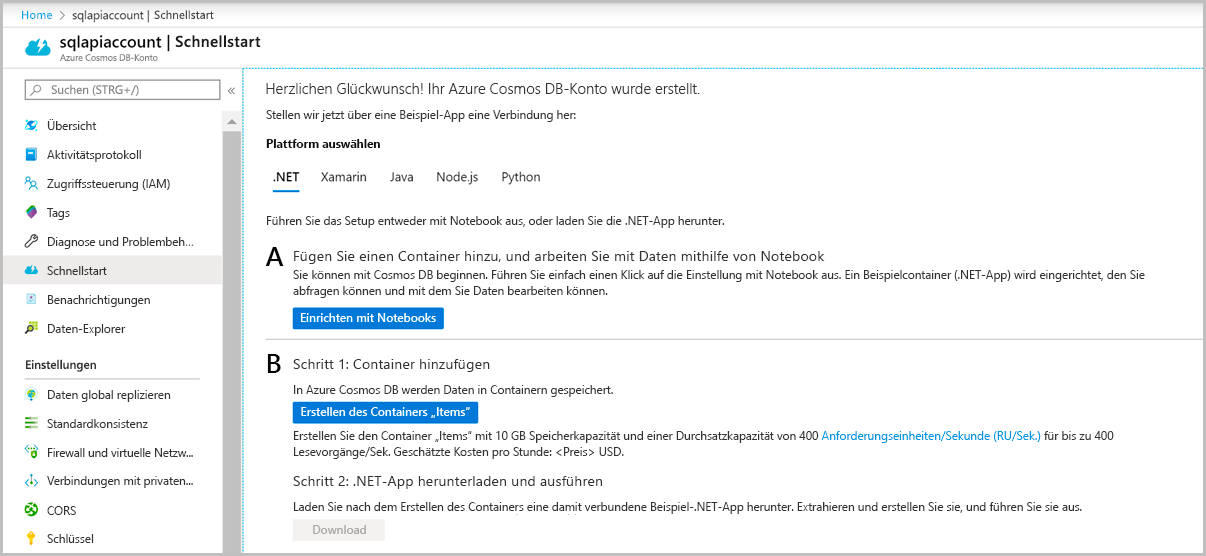 Home > sqlapiaccount | Schnellstart
sqlapiaccount | Schnellstart
Azure Cosmos DB-Konto
Suchen (STRG+/)
«
Übersicht
Aktivitätsprotokoll
Zugriffssteuerung (IAM)
Tags
Diagnose und Problembeh...
Schnellstart
Benachrichtigungen
Daten-Explorer
Einstellungen
Daten global replizieren
Standardkonsistenz
Firewall und virtuelle Netzw...
Verbindungen mit privaten...
CORS
Schlüssel
Herzlichen Glückwunsch! Ihr Azure Cosmos DB-Konto wurde erstellt.
Stellen wir jetzt über eine Beispiel-App eine Verbindung her:
Plattform auswählen
.NET Xamarin Java Node.js Python
Führen Sie das Setup entweder mit Notebook aus, oder laden Sie die .NET-App herunter.
A Fügen Sie einen Container hinzu, und arbeiten Sie mit Daten mithilfe von Notebook
Sie können mit Cosmos DB beginnen. Führen Sie einfach einen Klick auf die Einstellung mit Notebook aus. Ein Beispielcontainer (.NET-App) wird eingerichtet, den Sie
abfragen können und mit dem Sie Daten bearbeiten können.
Einrichten mit Notebooks
B Schritt 1: Container hinzufügen
In Azure Cosmos DB werden Daten in Containern gespeichert.
Erstellen des Containers „Items“
Erstellen Sie den Container „Items“ mit 10 GB Speicherkapazität und einer Durchsatzkapazität von 400 Anforderungseinheiten/Sekunde (RU/Sek.) für bis zu 400
Lesevorgänge/Sek. Geschätzte Kosten pro Stunde: <Preis> USD.
Schritt 2: .NET-App herunterladen und ausführen
Laden Sie nach dem Erstellen des Containers eine damit verbundene Beispiel-.NET-App herunter. Extrahieren und erstellen Sie sie, und führen Sie sie aus.
Download